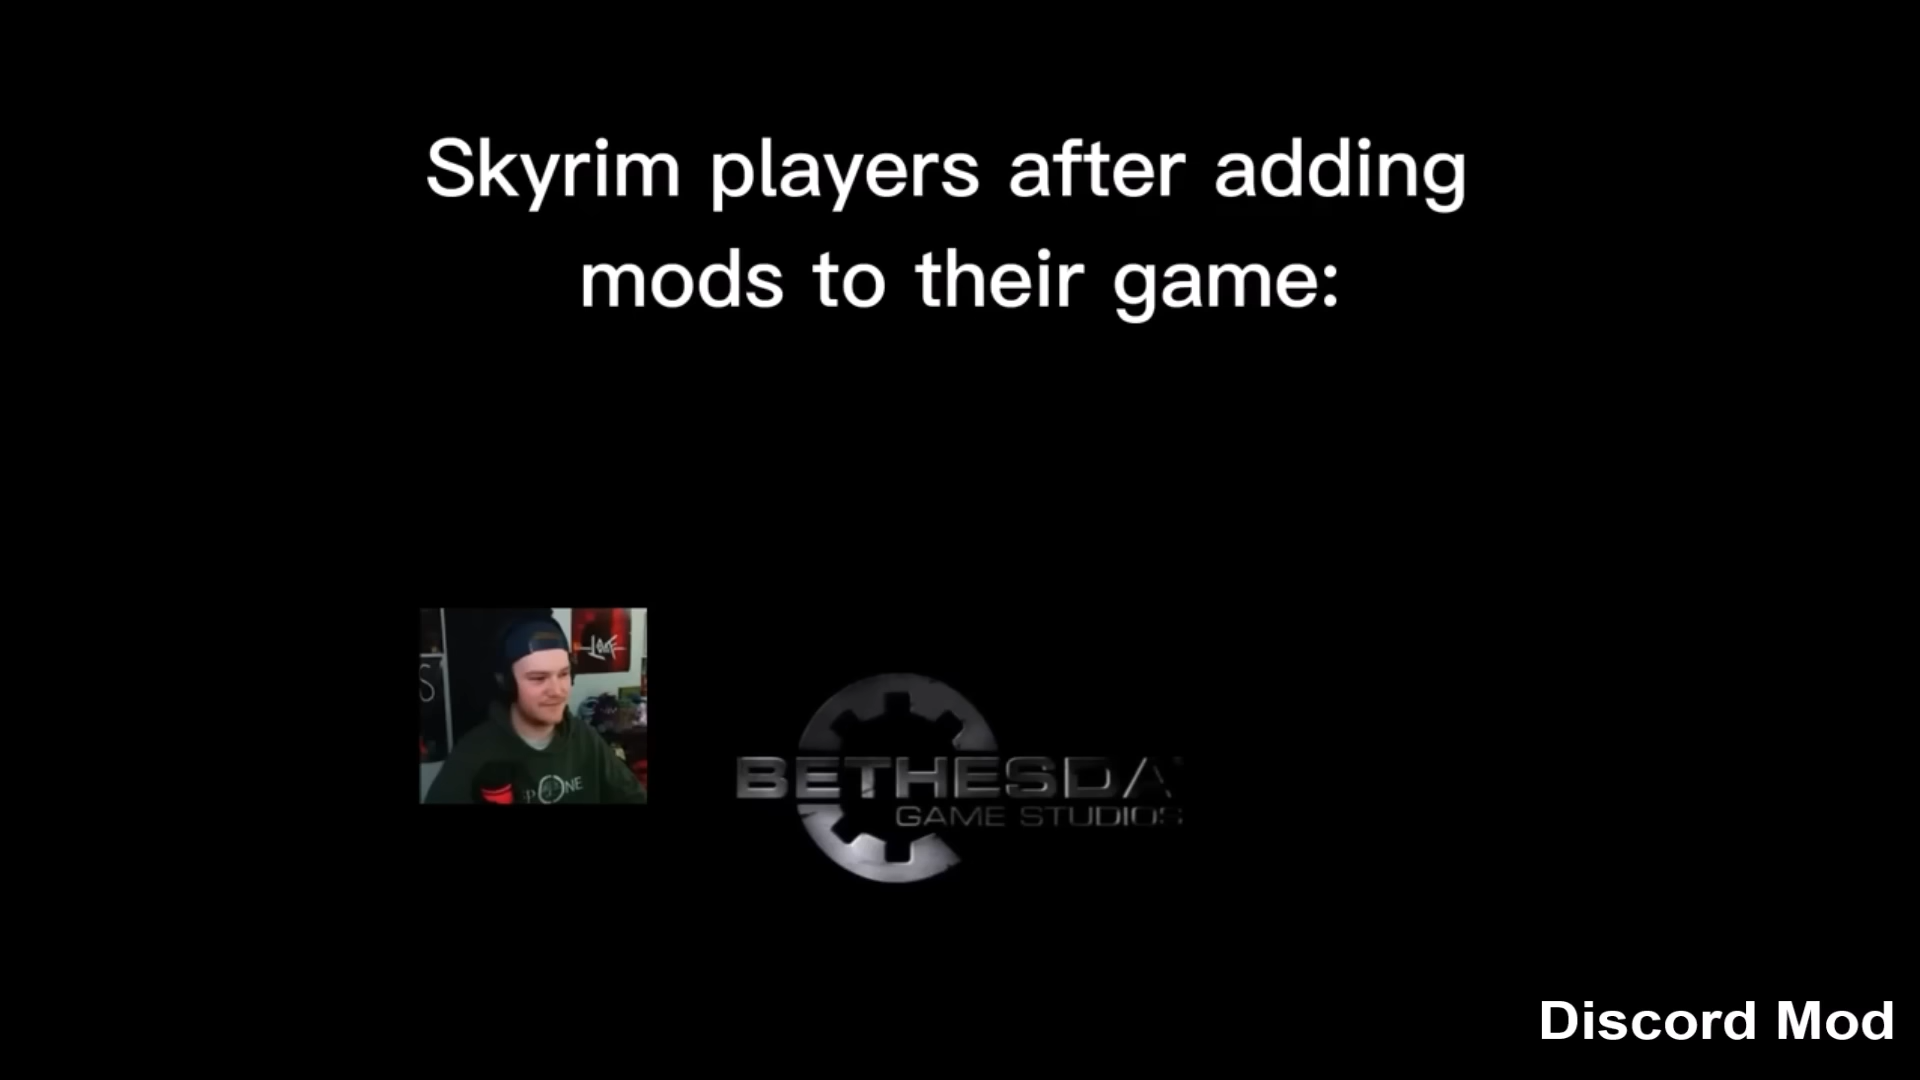 Skyrim players after adding
mods to their game:
S
BETHESDA
GAME STUDIOS
Discord Mod